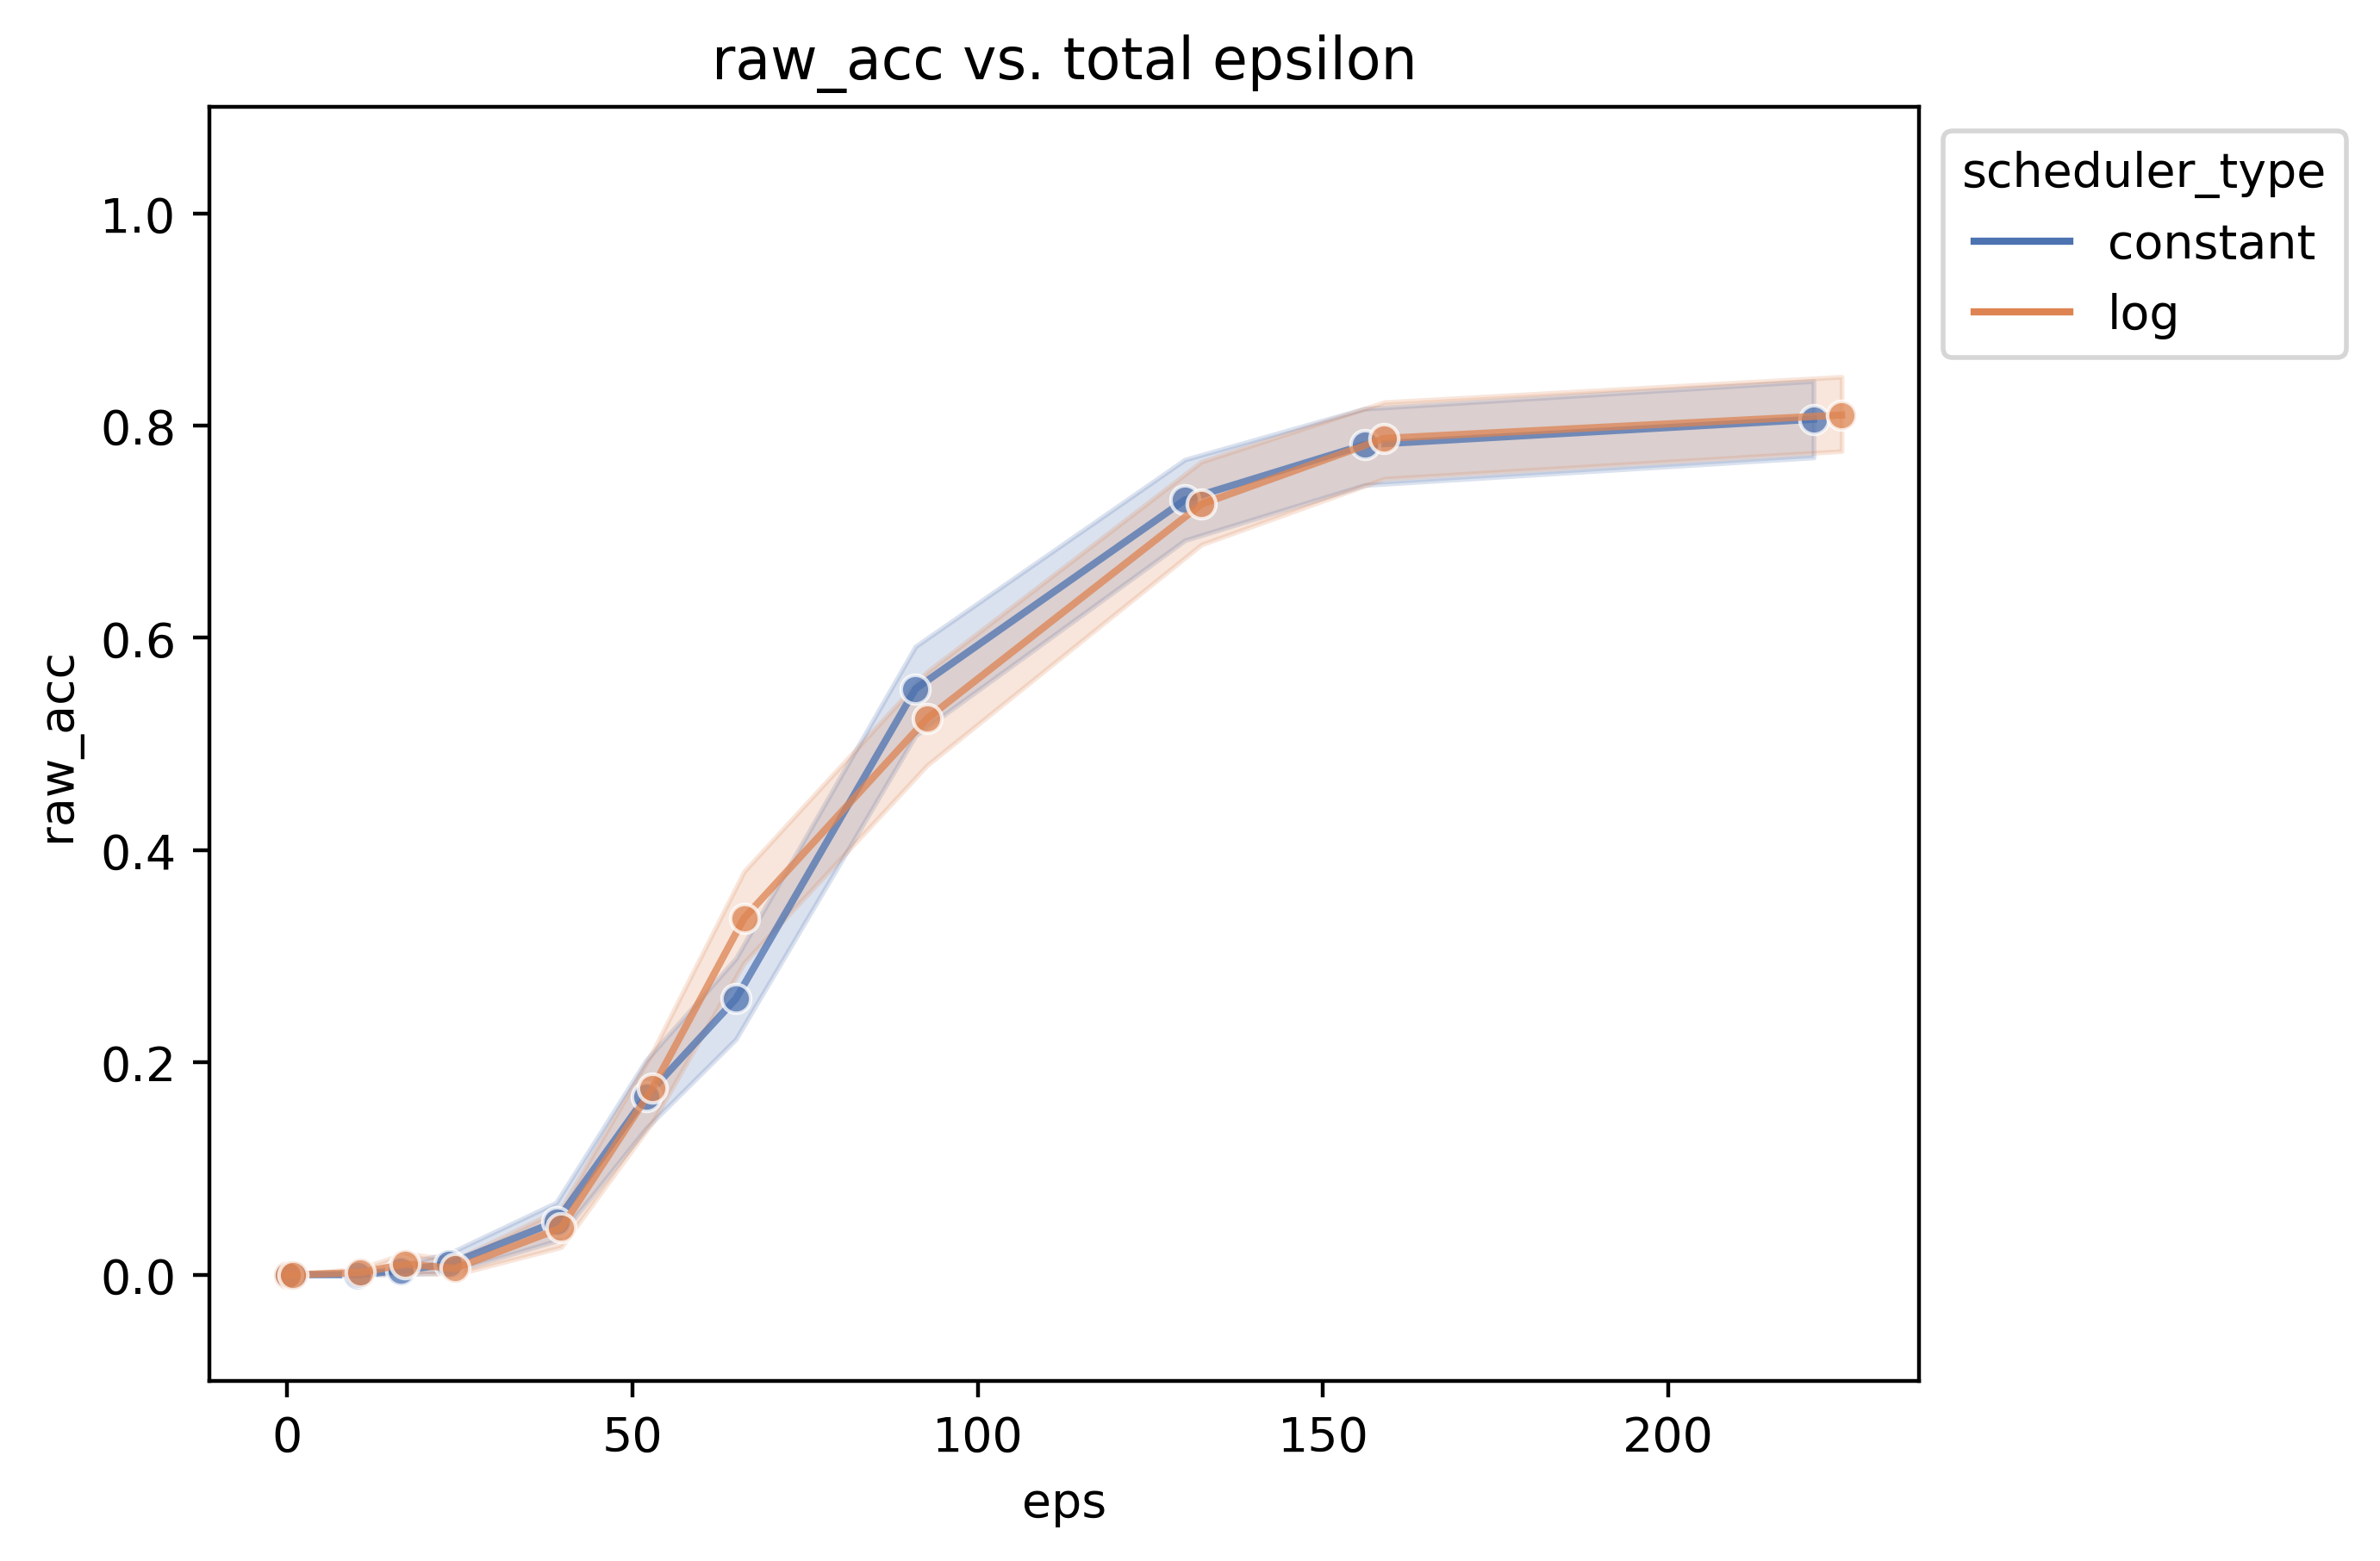 raw_acc vs. total epsilon
scheduler_type
constant
log
raw_acc
1.0
0.8
0.6
0.4
0.2
0.0
0 50 100 150 200
eps